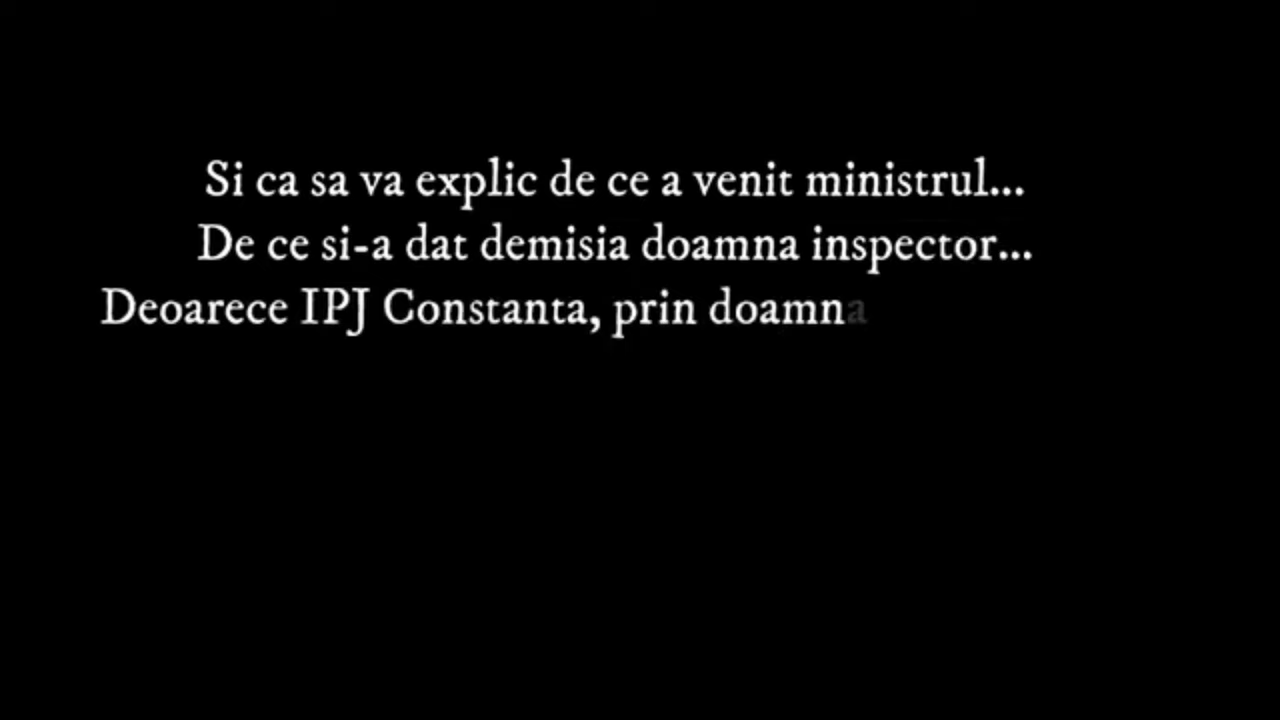 Si ca sa va explic de ce a venit ministrul...
De ce si-a dat demisia doamna inspector...
Deoarece IPJ Constanta, prin doamna